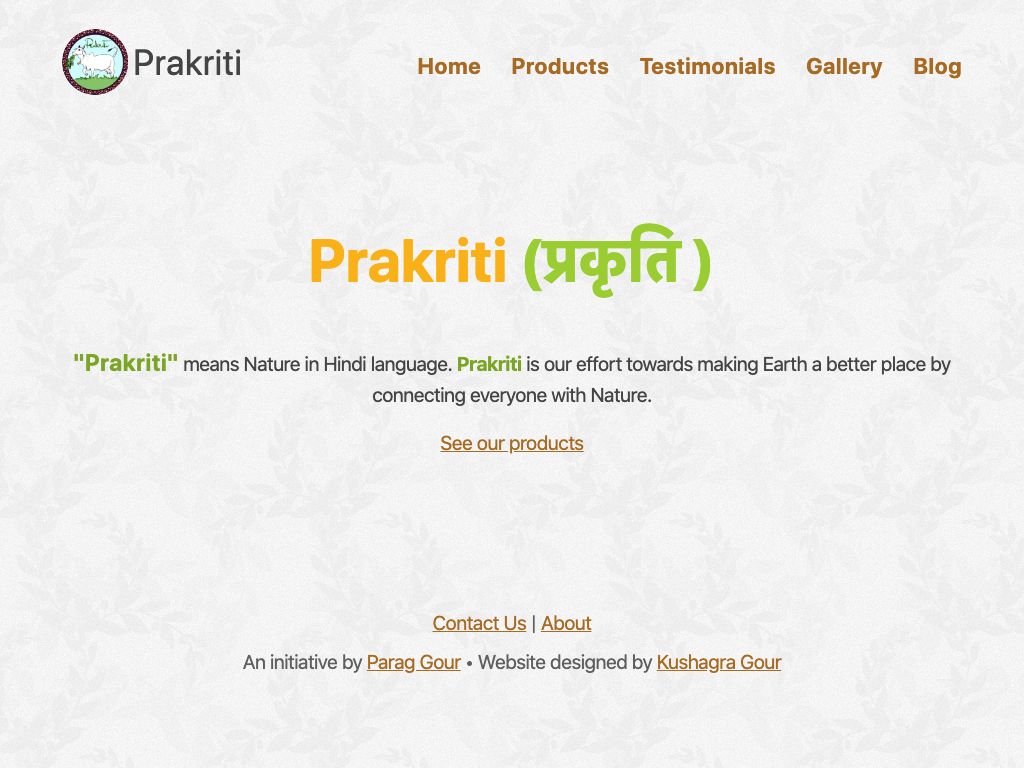 Prakriti
Home Products Testimonials Gallery Blog
Prakriti (प्रकृति )
"Prakriti" means Nature in Hindi language. Prakriti is our effort towards making Earth a better place by
connecting everyone with Nature.
See our products
Contact Us | About
An initiative by Parag Gour • Website designed by Kushagra Gour